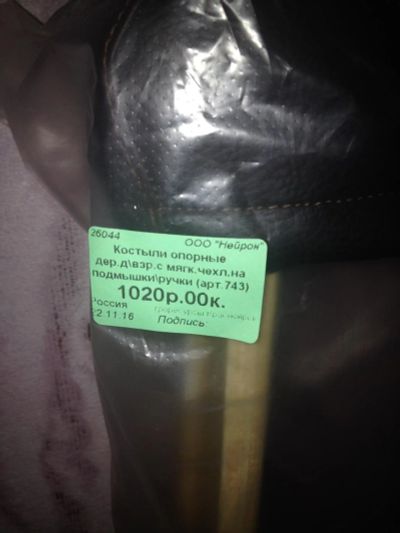 26044
ООО "Нейрон"
Костыли опорные
дер.д\взр.с мягк.чехл.на
подмышки\ручки (арт.743)
1020р.00к.
Россия
22.11.16
Подпись